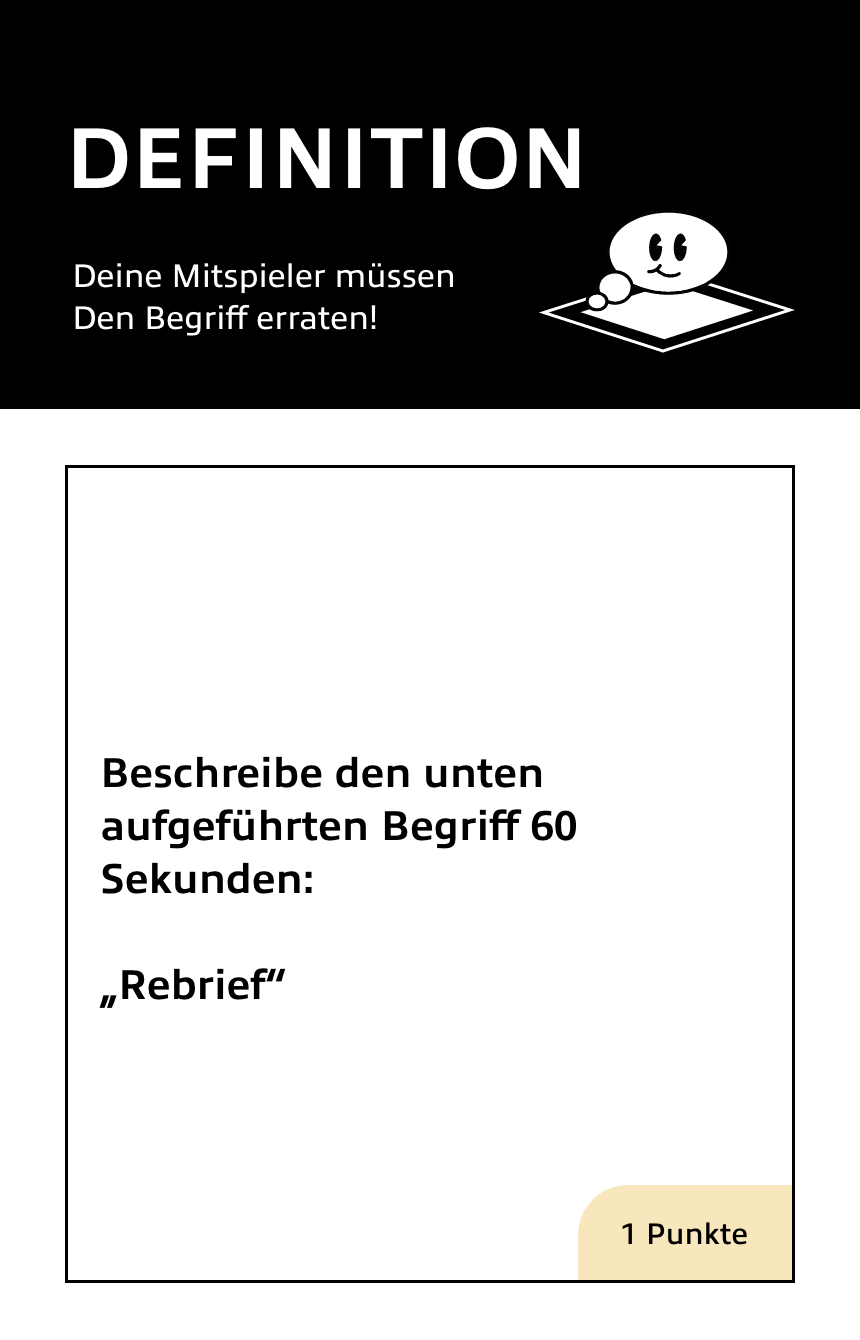 DEFINITION
Deine Mitspieler müssen
Den Begriff erraten!
Beschreibe den unten
aufgeführten Begriff 60
Sekunden:
„Rebrief“
1 Punkte